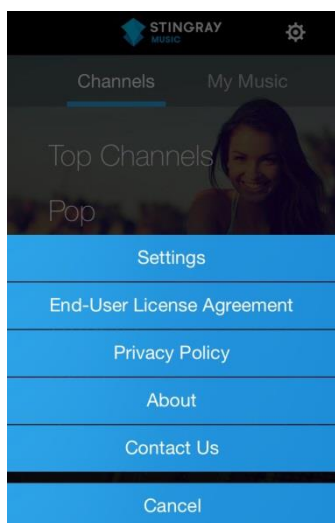 STINGRAY
MUSIC
Channels My Music
Top Channels
Pop
Settings
End-User License Agreement
Privacy Policy
About
Contact Us
Cancel